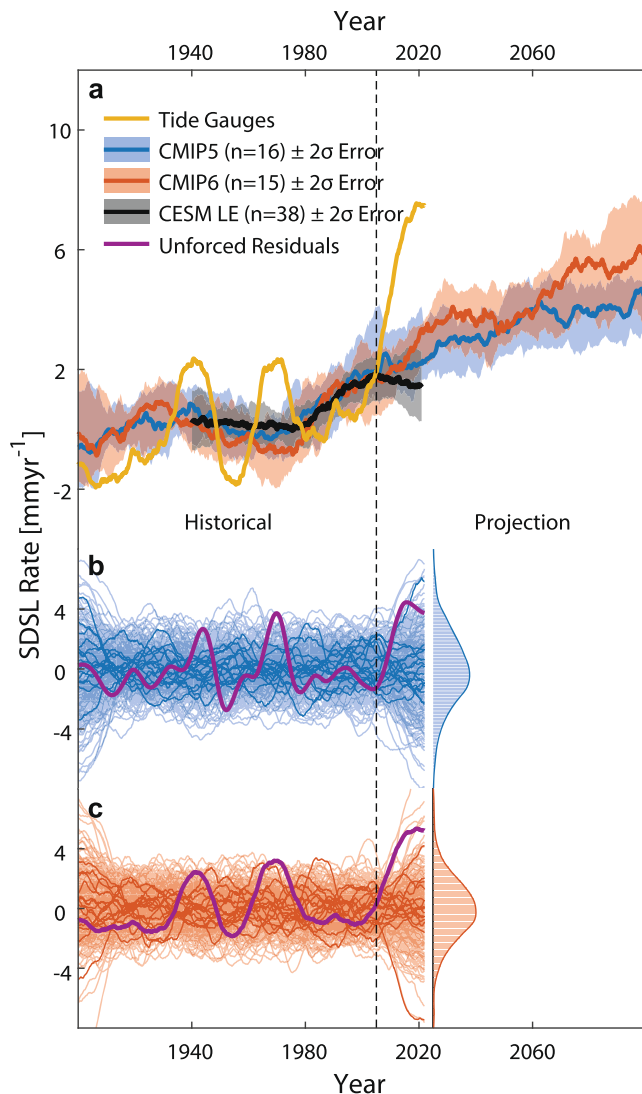 Year
1940 1980 2020 2060
a
10
6
2
-2
Tide Gauges
CMIP5 (n=16) ± 2σ Error
CMIP6 (n=15) ± 2σ Error
CESM LE (n=38) ± 2σ Error
Unforced Residuals
SDSL Rate [mmyr⁻¹]
Historical Projection
b
4
0
-4
c
4
0
-4
1940 1980 2020 2060
Year